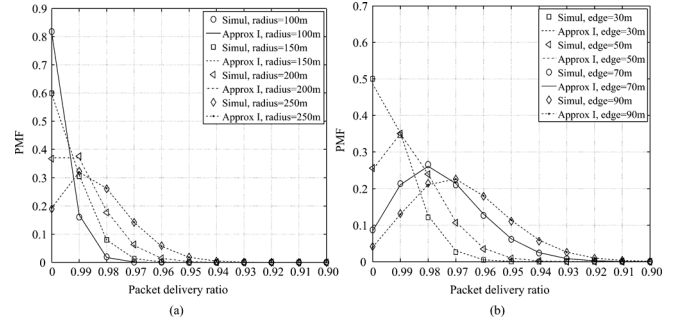 0.9
0.8
0.7
0.6
0.5
0.4
0.3
0.2
0.1
0
PMF
Simul, radius=100m
Approx I, radius=100m
Simul, radius=150m
Approx I, radius=150m
Simul, radius=200m
Approx I, radius=200m
Simul, radius=250m
Approx I, radius=250m
0 0.99 0.98 0.97 0.96 0.95 0.94 0.93 0.92 0.91 0.90
Packet delivery ratio
(a)
0.7
0.6
0.5
0.4
0.3
0.2
0.1
0
PMF
Simul, edge=30m
Approx I, edge=30m
Simul, edge=50m
Approx I, edge=50m
Simul, edge=70m
Approx I, edge=70m
Simul, edge=90m
Approx I, edge=90m
0 0.99 0.98 0.97 0.96 0.95 0.94 0.93 0.92 0.91 0.90
Packet delivery ratio
(b)